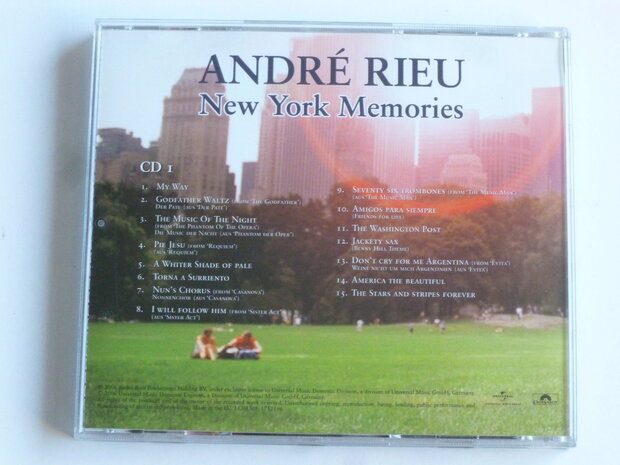 ANDRÉ RIEU
New York Memories
CD 1
1. My Way
2. Godfather Waltz (from 'The Godfather')
Der Pate (aus 'Der Pate')
3. The Music Of The Night
(from 'The Phantom Of The Opera')
Die Music der Nacht (aus 'Phantom der Oper')
4. Pie Jesu (from 'Requiem')
(aus 'Requiem')
5. A Whiter Shade of pale
6. Torna a Surriento
7. Nun's Chorus (from 'Casanova')
Nonnenchor (aus 'Casanova')
8. I will follow him (from 'Sister Act')
(aus 'Sister Act')
9. Seventy six trombones (from 'The Music Man')
(aus 'The Music Man')
10. Amigos para siempre
(Friends for life)
11. The Washington Post
12. Jackety sax
(Benny Hill Theme)
13. Don't cry for me Argentina (from 'Evita')
Weine nicht um mich Argentinien (aus 'Evita')
14. America the beautiful
15. The Stars and stripes forever